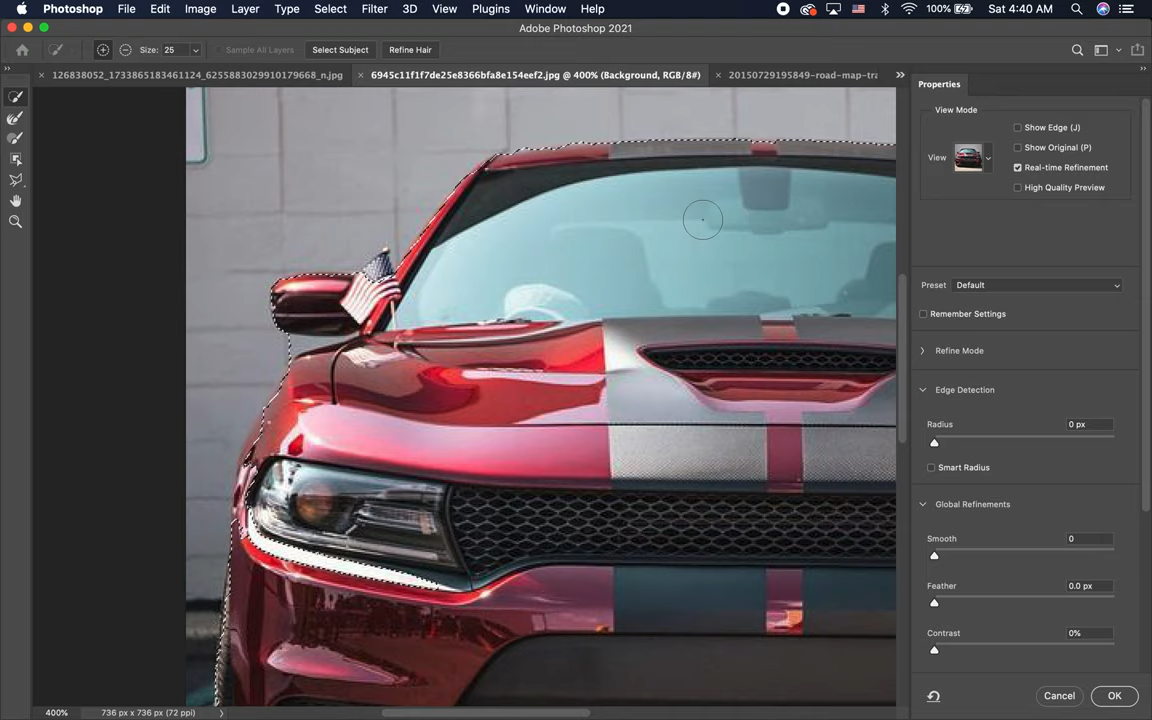 Photoshop File Edit Image Layer Type Select Filter 3D View Plugins Window Help 100% Sat 4:40 AM
Adobe Photoshop 2021
Size: 25 Sample All Layers Select Subject Refine Hair
126838052_1733865183461124_6255883029910179668_n.jpg
6945c11f1f7de25e8366bfa8e154eef2.jpg @ 400% (Background, RGB/8#)
20150729195849-road-map-tra
Properties
View Mode
Show Edge (J)
Show Original (P)
View
Real-time Refinement
High Quality Preview
Preset Default
Remember Settings
Refine Mode
Edge Detection
Radius 0 px
Smart Radius
Global Refinements
Smooth 0
Feather 0.0 px
Contrast 0%
Cancel OK
400% 736 px x 736 px (72 ppi)